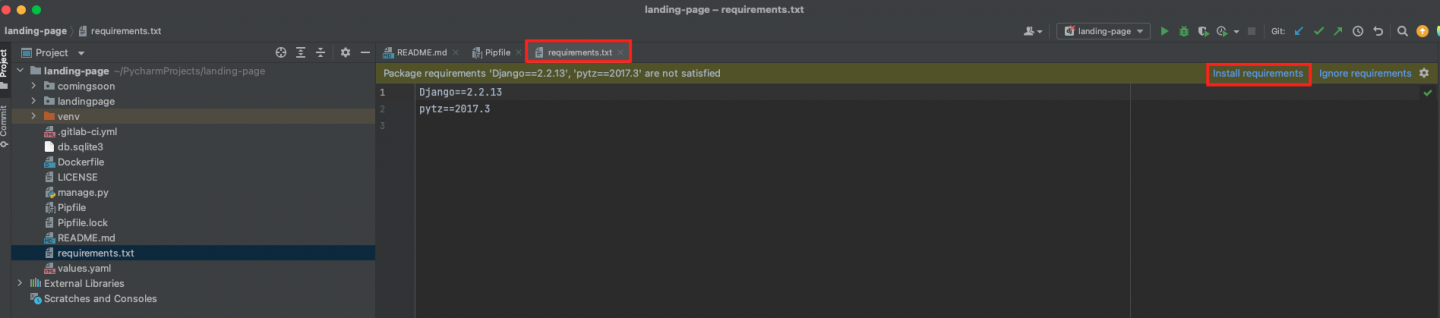 landing-page – requirements.txt
landing-page
requirements.txt
landing-page
Git:
Project
README.md
Pipfile
requirements.txt
Project
Commit
landing-page ~/PycharmProjects/landing-page
comingsoon
landingpage
venv
.gitlab-ci.yml
db.sqlite3
Dockerfile
LICENSE
manage.py
Pipfile
Pipfile.lock
README.md
requirements.txt
values.yaml
External Libraries
Scratches and Consoles
Package requirements 'Django==2.2.13', 'pytz==2017.3' are not satisfied
Install requirements
Ignore requirements
1 Django==2.2.13
2 pytz==2017.3
3